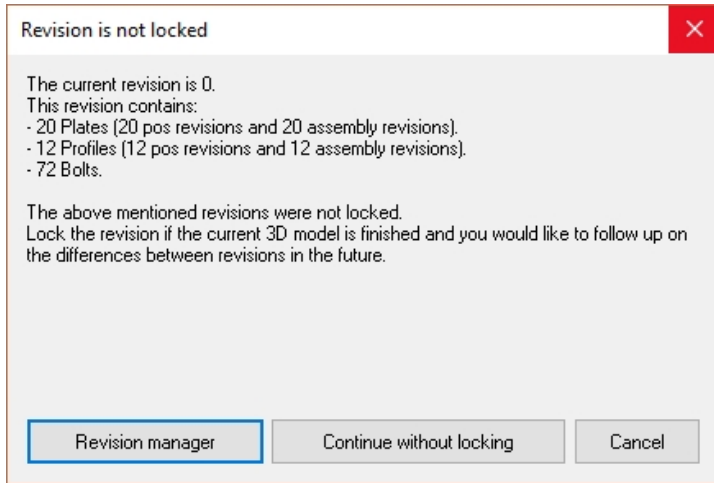 Revision is not locked
The current revision is 0.
This revision contains:
- 20 Plates (20 pos revisions and 20 assembly revisions).
- 12 Profiles (12 pos revisions and 12 assembly revisions).
- 72 Bolts.
The above mentioned revisions were not locked.
Lock the revision if the current 3D model is finished and you would like to follow up on
the differences between revisions in the future.
Revision manager
Continue without locking
Cancel